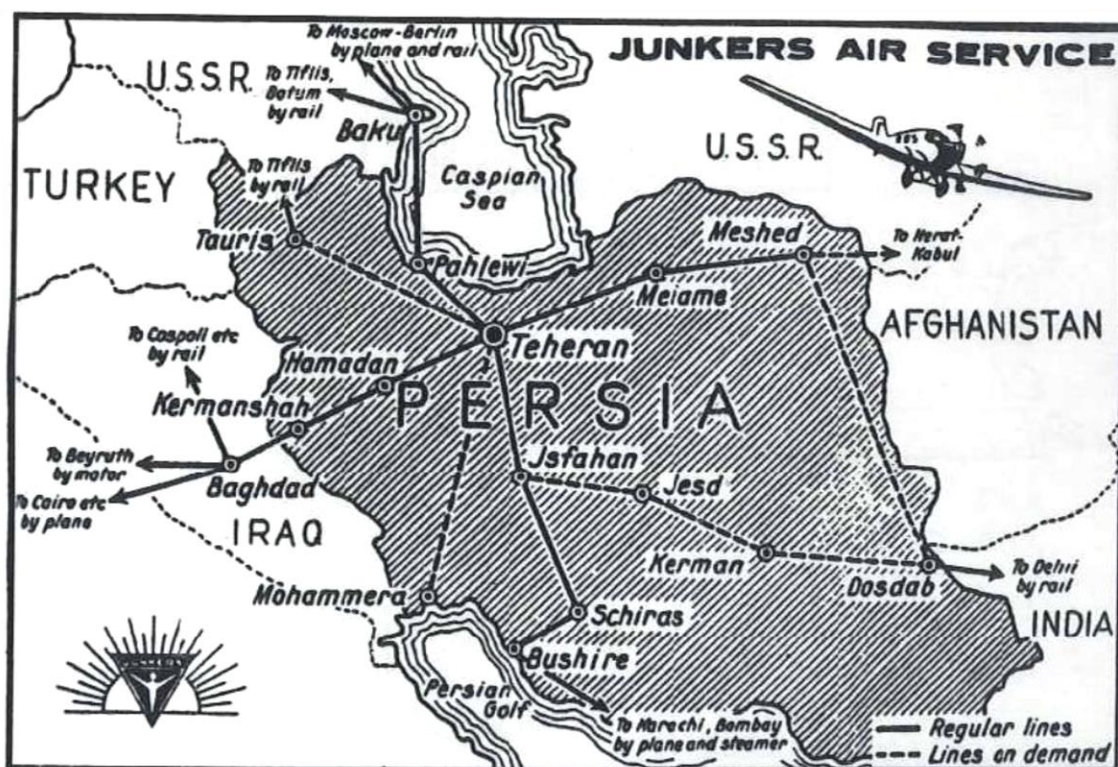 JUNKERS AIR SERVICE
To Moscow-Berlin
by plane and rail
U.S.S.R.
To Tiflis,
Batum
by rail
Baku
U.S.S.R.
TURKEY
To Tiflis
by rail
Caspian
Sea
Tauris
Pahlewi
Meshed
To Herat-
Kabul
Meiame
Teheran
AFGHANISTAN
To Caspoli etc
by rail
Hamadan
PERSIA
Kermanshah
To Beyruth
by motor
Baghdad
To Cairo etc
by plane
Jsfahan
Jesd
IRAQ
Kerman
Dosdab
To Dehli
by rail
Mohammera
Schiras
INDIA
Bushire
JUNKERS
Persian
Golf
To Karachi, Bombay
by plane and steamer
Regular lines
Lines on demand